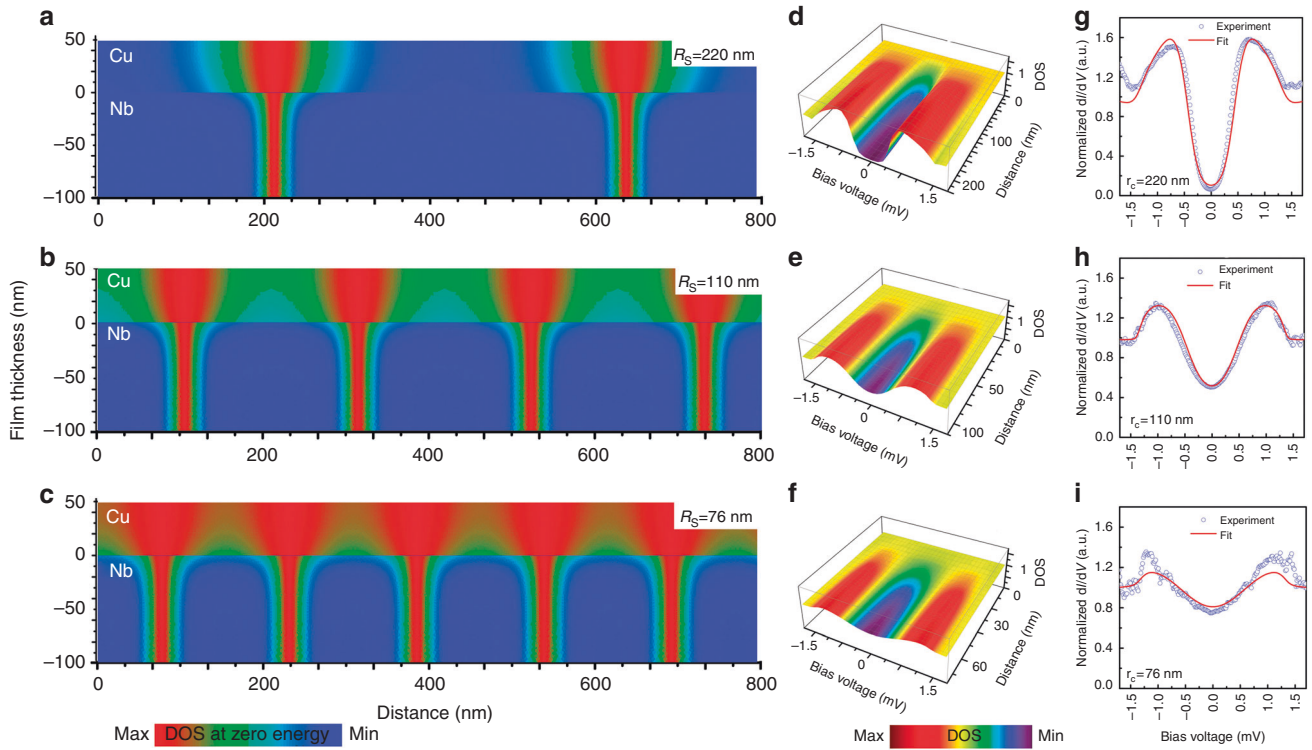 a
50
0
−50
−100
Cu
Nb
R_S=220 nm
0
200
400
600
800
b
50
0
−50
−100
Cu
Nb
R_S=110 nm
0
200
400
600
800
c
50
0
−50
−100
Cu
Nb
R_S=76 nm
0
200
400
600
800
Film thickness (nm)
Distance (nm)
Max DOS at zero energy Min
d
1
0
DOS
0
100
200
Distance (nm)
−1.5
0
1.5
Bias voltage (mV)
e
1
0
DOS
0
50
100
Distance (nm)
−1.5
0
1.5
Bias voltage (mV)
f
1
0
DOS
0
30
60
Distance (nm)
−1.5
0
1.5
Bias voltage (mV)
Max DOS Min
g
Experiment
Fit
Normalized dI/dV (a.u.)
1.6
1.2
0.8
0.4
0.0
r_c=220 nm
−1.5
−1.0
−0.5
0.0
0.5
1.0
1.5
h
Experiment
Fit
Normalized dI/dV (a.u.)
1.6
1.2
0.8
0.4
0.0
r_c=110 nm
−1.5
−1.0
−0.5
0.0
0.5
1.0
1.5
i
Experiment
Fit
Normalized dI/dV (a.u.)
1.6
1.2
0.8
0.4
0.0
r_c=76 nm
−1.5
−1.0
−0.5
0.0
0.5
1.0
1.5
Bias voltage (mV)